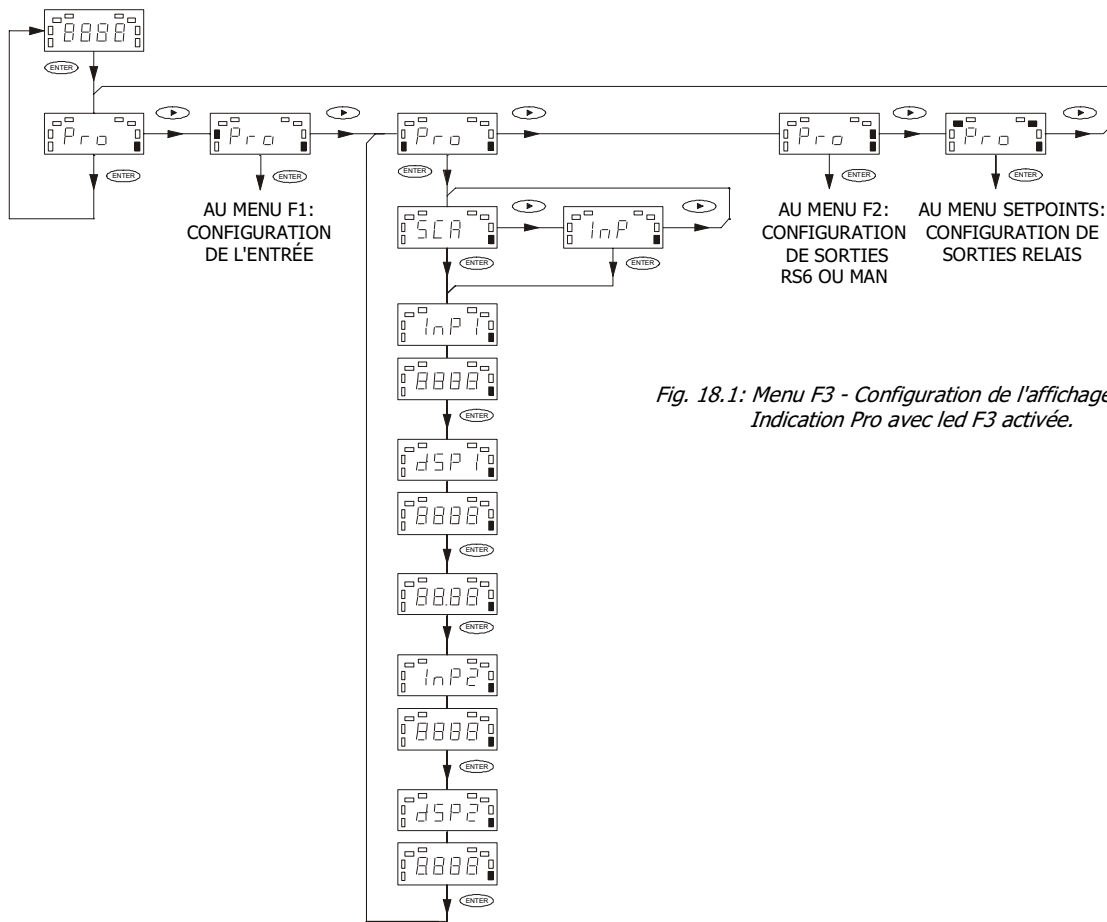 8888
ENTER
Pro
Pro
Pro
Pro
Pro
ENTER
ENTER
ENTER
ENTER
ENTER
AU MENU F1:
CONFIGURATION
DE L'ENTRÉE
AU MENU F2:
CONFIGURATION
DE SORTIES
RS6 OU MAN
AU MENU SETPOINTS:
CONFIGURATION DE
SORTIES RELAIS
SCA
InP
ENTER
ENTER
InP1
8888
ENTER
dSP1
8888
ENTER
88.88
ENTER
InP2
8888
ENTER
dSP2
8.888
ENTER
Fig. 18.1: Menu F3 - Configuration de l'affichage
Indication Pro avec led F3 activée.